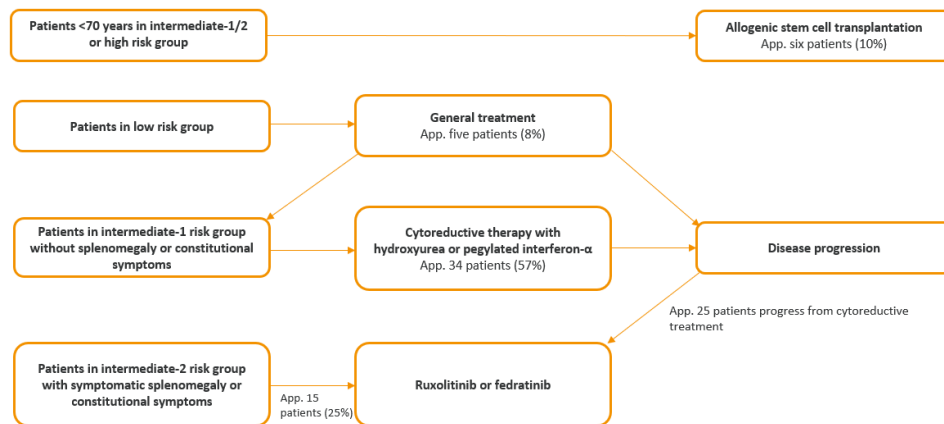 Patients <70 years in intermediate-1/2
or high risk group
Allogenic stem cell transplantation
App. six patients (10%)
Patients in low risk group
General treatment
App. five patients (8%)
Patients in intermediate-1 risk group
without splenomegaly or constitutional
symptoms
Cytoreductive therapy with
hydroxyurea or pegylated interferon-α
App. 34 patients (57%)
Disease progression
App. 25 patients progress from cytoreductive
treatment
Patients in intermediate-2 risk group
with symptomatic splenomegaly or
constitutional symptoms
App. 15
patients (25%)
Ruxolitinib or fedratinib